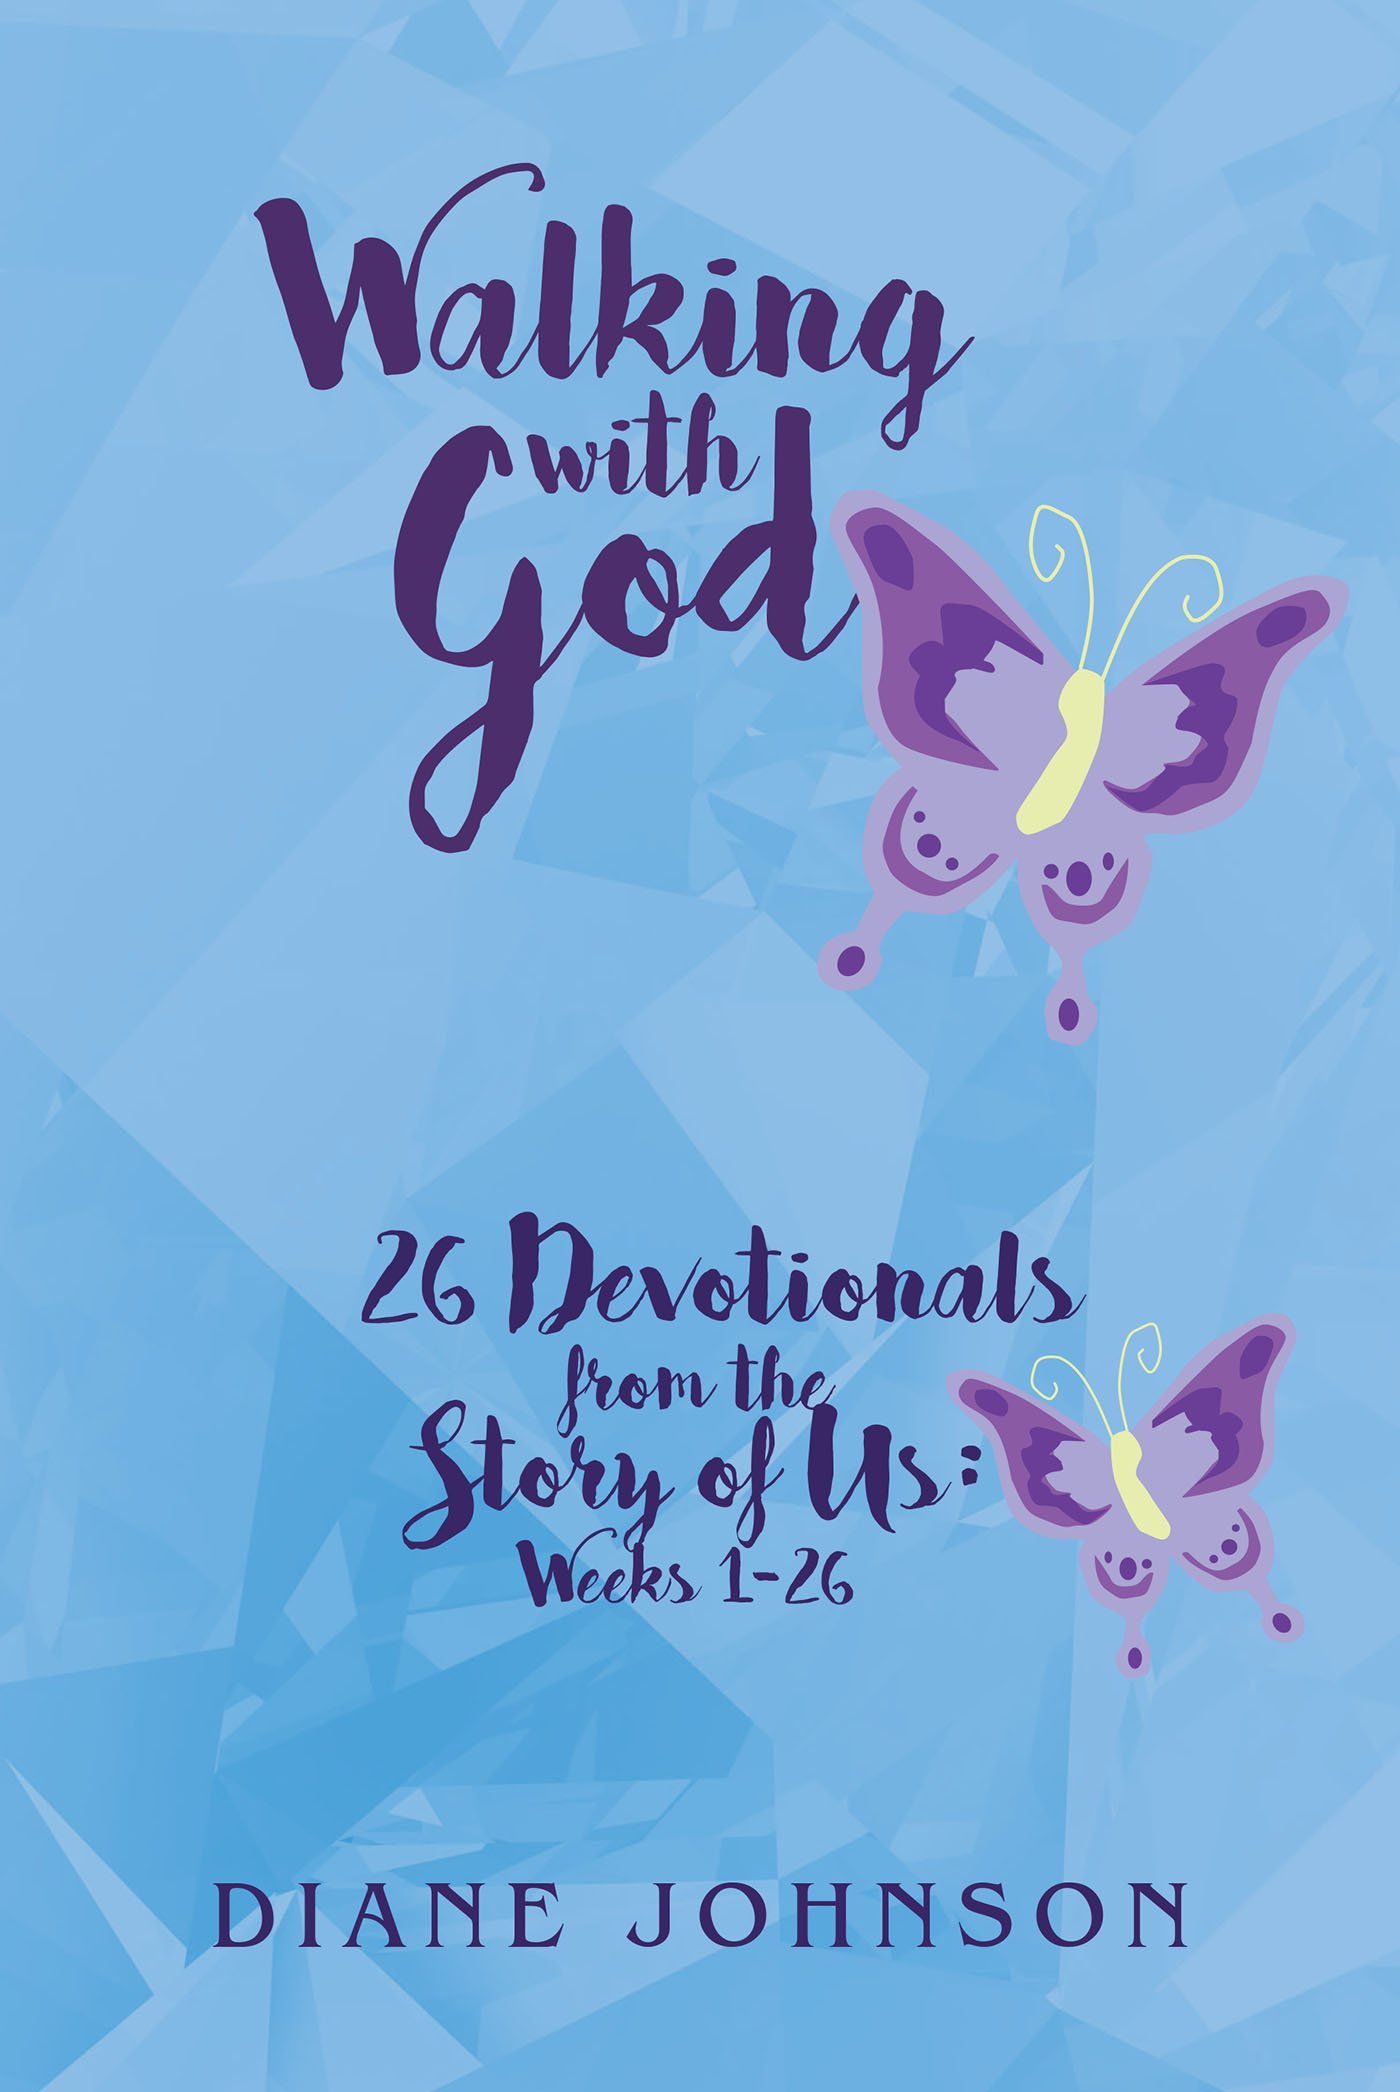 Walking
with
God
26 Devotionals
from the
Story of Us:
Weeks 1-26
DIANE JOHNSON